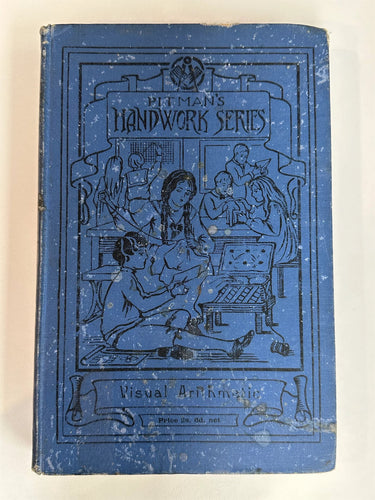 PITMAN'S
HANDWORK SERIES
Visual Arithmetic
Price 2s. 6d. net